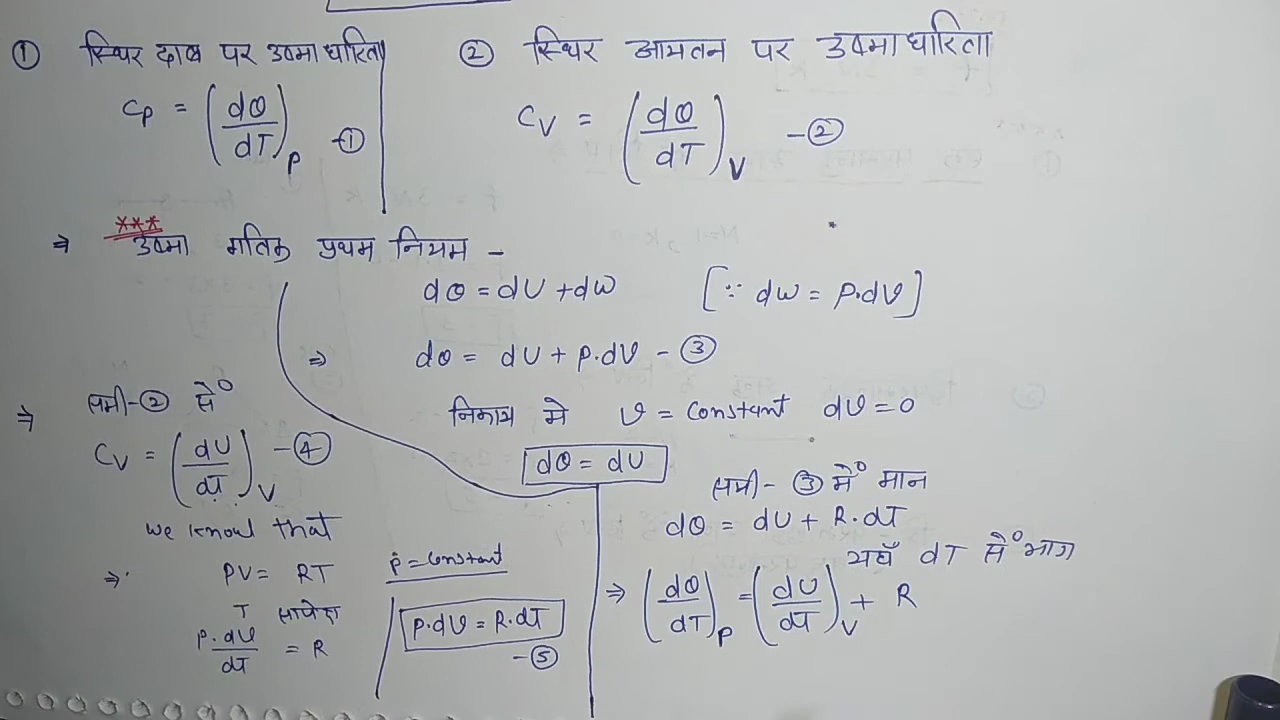 ① स्थिर दाब पर उष्मा धारिता
Cp = (dQ/dT)p -①
② स्थिर आयतन पर उष्मा धारिता
Cv = (dQ/dT)v -②
⇒ ***
उष्मा गतिक प्रथम नियम -
dQ = dU + dW [∵ dW = P.dV]
⇒ dQ = dU + P.dV - ③
निकाय मे V = Constant dV = 0
dQ = dU
⇒ समी-② से
Cv = (dU/dT)v -④
we know that
⇒ PV = RT
T सापेक्ष
P.dV/dT = R
P = Constant
P.dV = R.dT
-⑤
समी- ③ में मान
dQ = dU + R.dT
यहाँ dT से भाग
⇒ (dQ/dT)p = (dU/dT)v + R